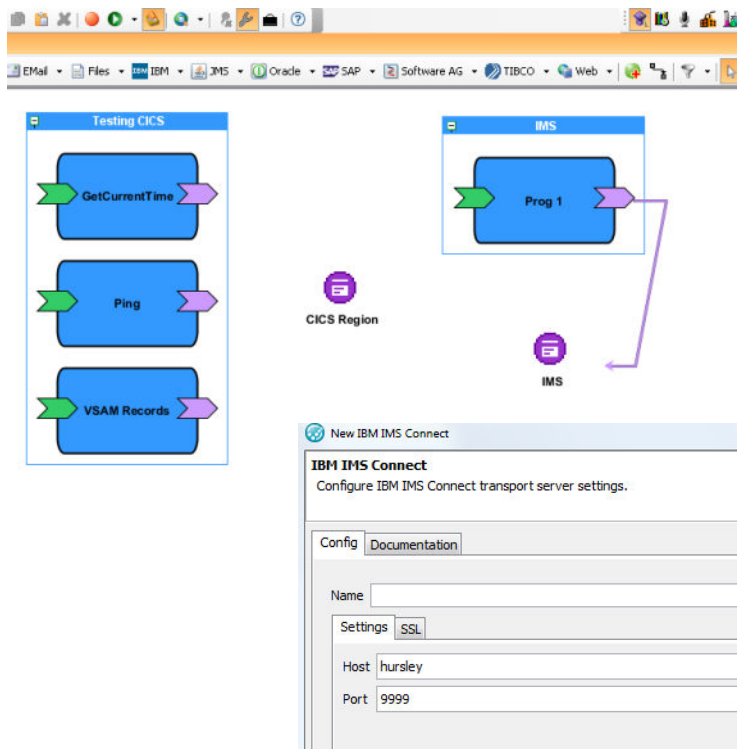 EMail Files IBM IBM JMS Oracle SAP Software AG TIBCO Web
Testing CICS
GetCurrentTime
Ping
VSAM Records
IMS
Prog 1
CICS Region
IMS
New IBM IMS Connect
IBM IMS Connect
Configure IBM IMS Connect transport server settings.
Config Documentation
Name
Settings SSL
Host hursley
Port 9999